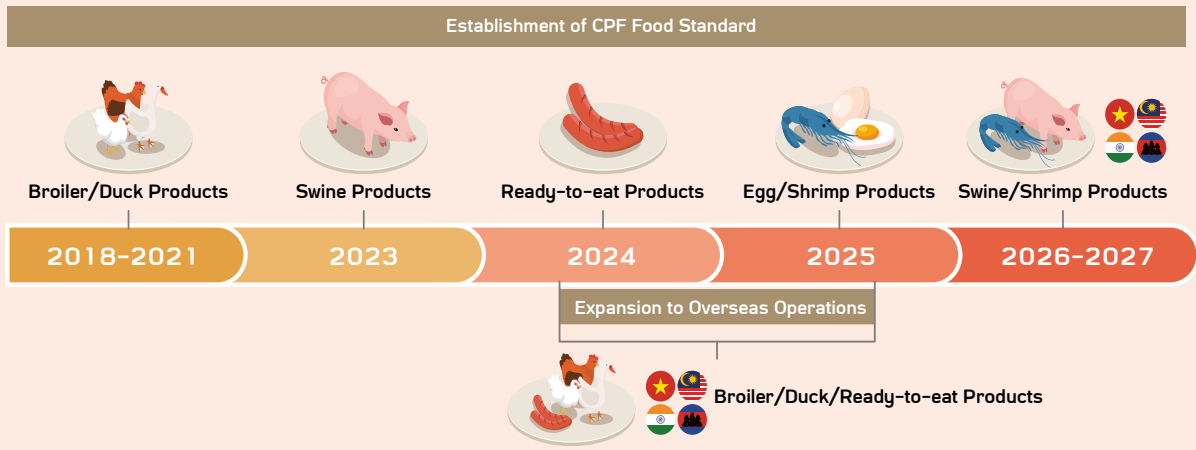 Establishment of CPF Food Standard
Broiler/Duck Products
Swine Products
Ready-to-eat Products
Egg/Shrimp Products
Swine/Shrimp Products
2018-2021
2023
2024
2025
2026-2027
Expansion to Overseas Operations
Broiler/Duck/Ready-to-eat Products